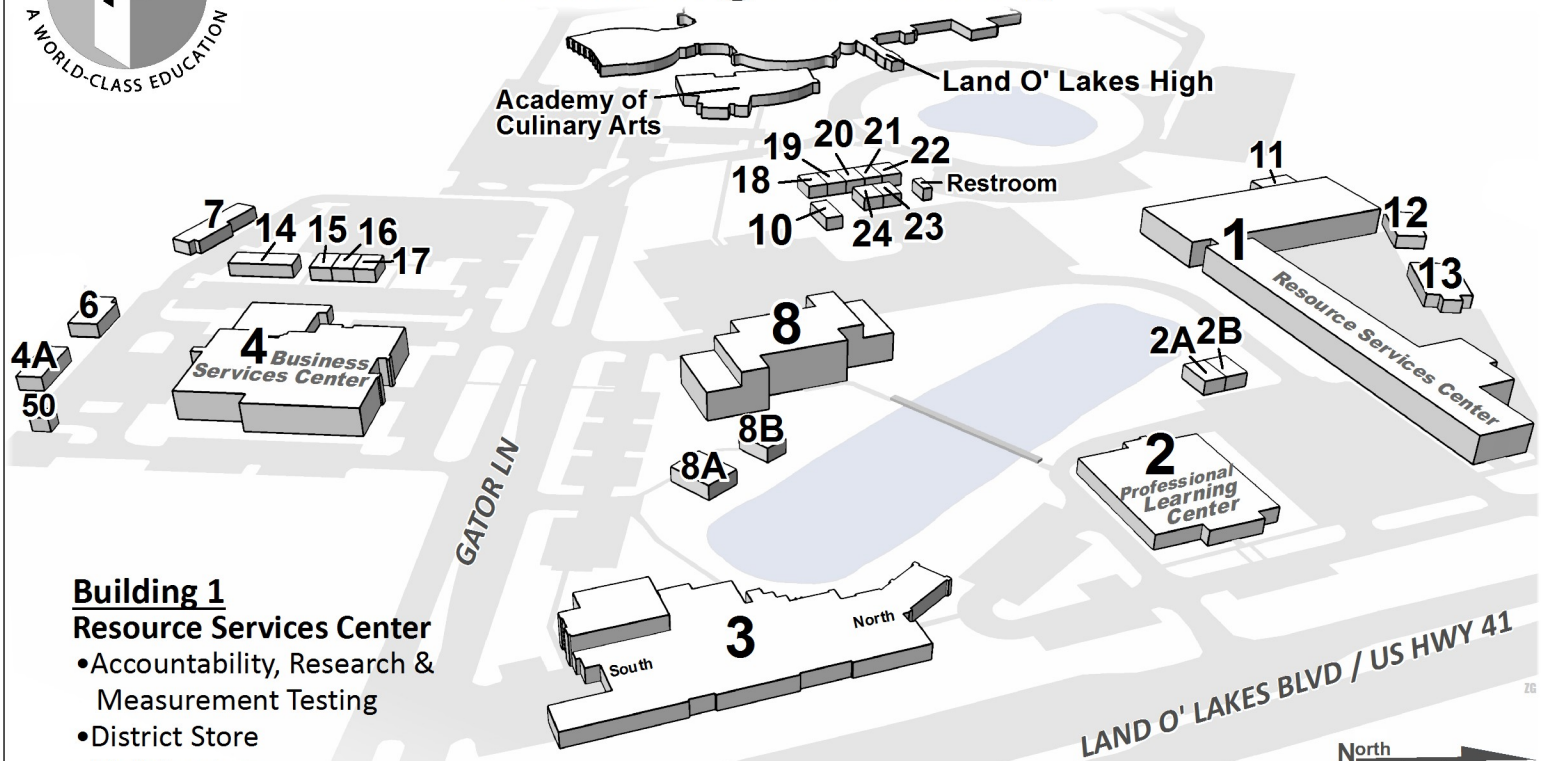 A WORLD-CLASS EDUCATION
Academy of
Culinary Arts
Land O' Lakes High
18
19
20
21
22
Restroom
10
24
23
11
1
Resource Services Center
12
13
7
14
15
16
17
6
4A
50
4
Business
Services Center
8
8B
8A
2A
2B
2
Professional
Learning
Center
GATOR LN
3
South
North
LAND O' LAKES BLVD / US HWY 41
ZG
North
Building 1
Resource Services Center
•Accountability, Research &
Measurement Testing
•District Store